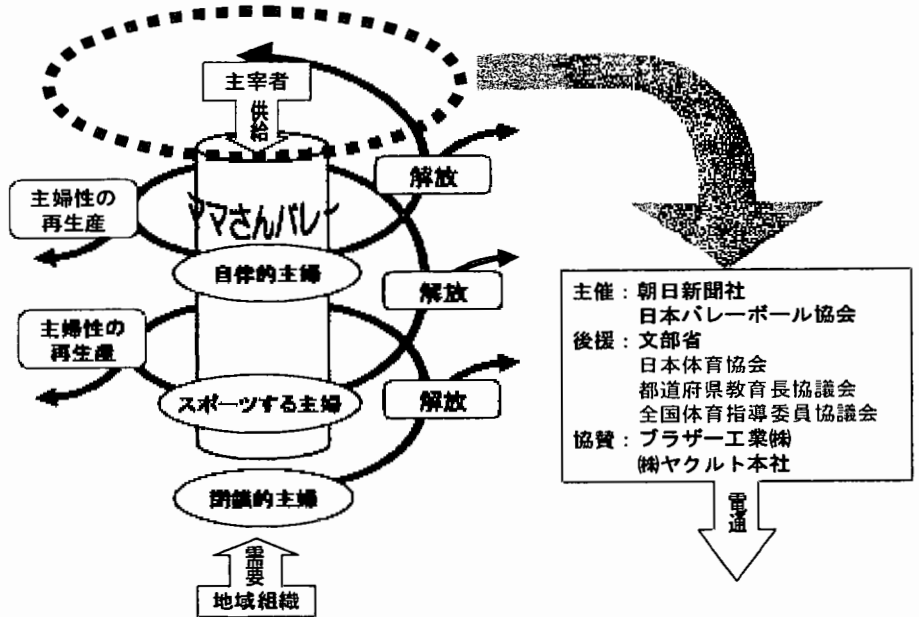 主宰者
供給
解放
主婦性の
再生産
ママさんバレー
自律的主婦
解放
主婦性の
再生産
スポーツする主婦
解放
閉鎖的主婦
需要
地域組織
主催：朝日新聞社
日本バレーボール協会
後援：文部省
日本体育協会
都道府県教育長協議会
全国体育指導委員協議会
協賛：ブラザー工業㈱
㈱ヤクルト本社
電通